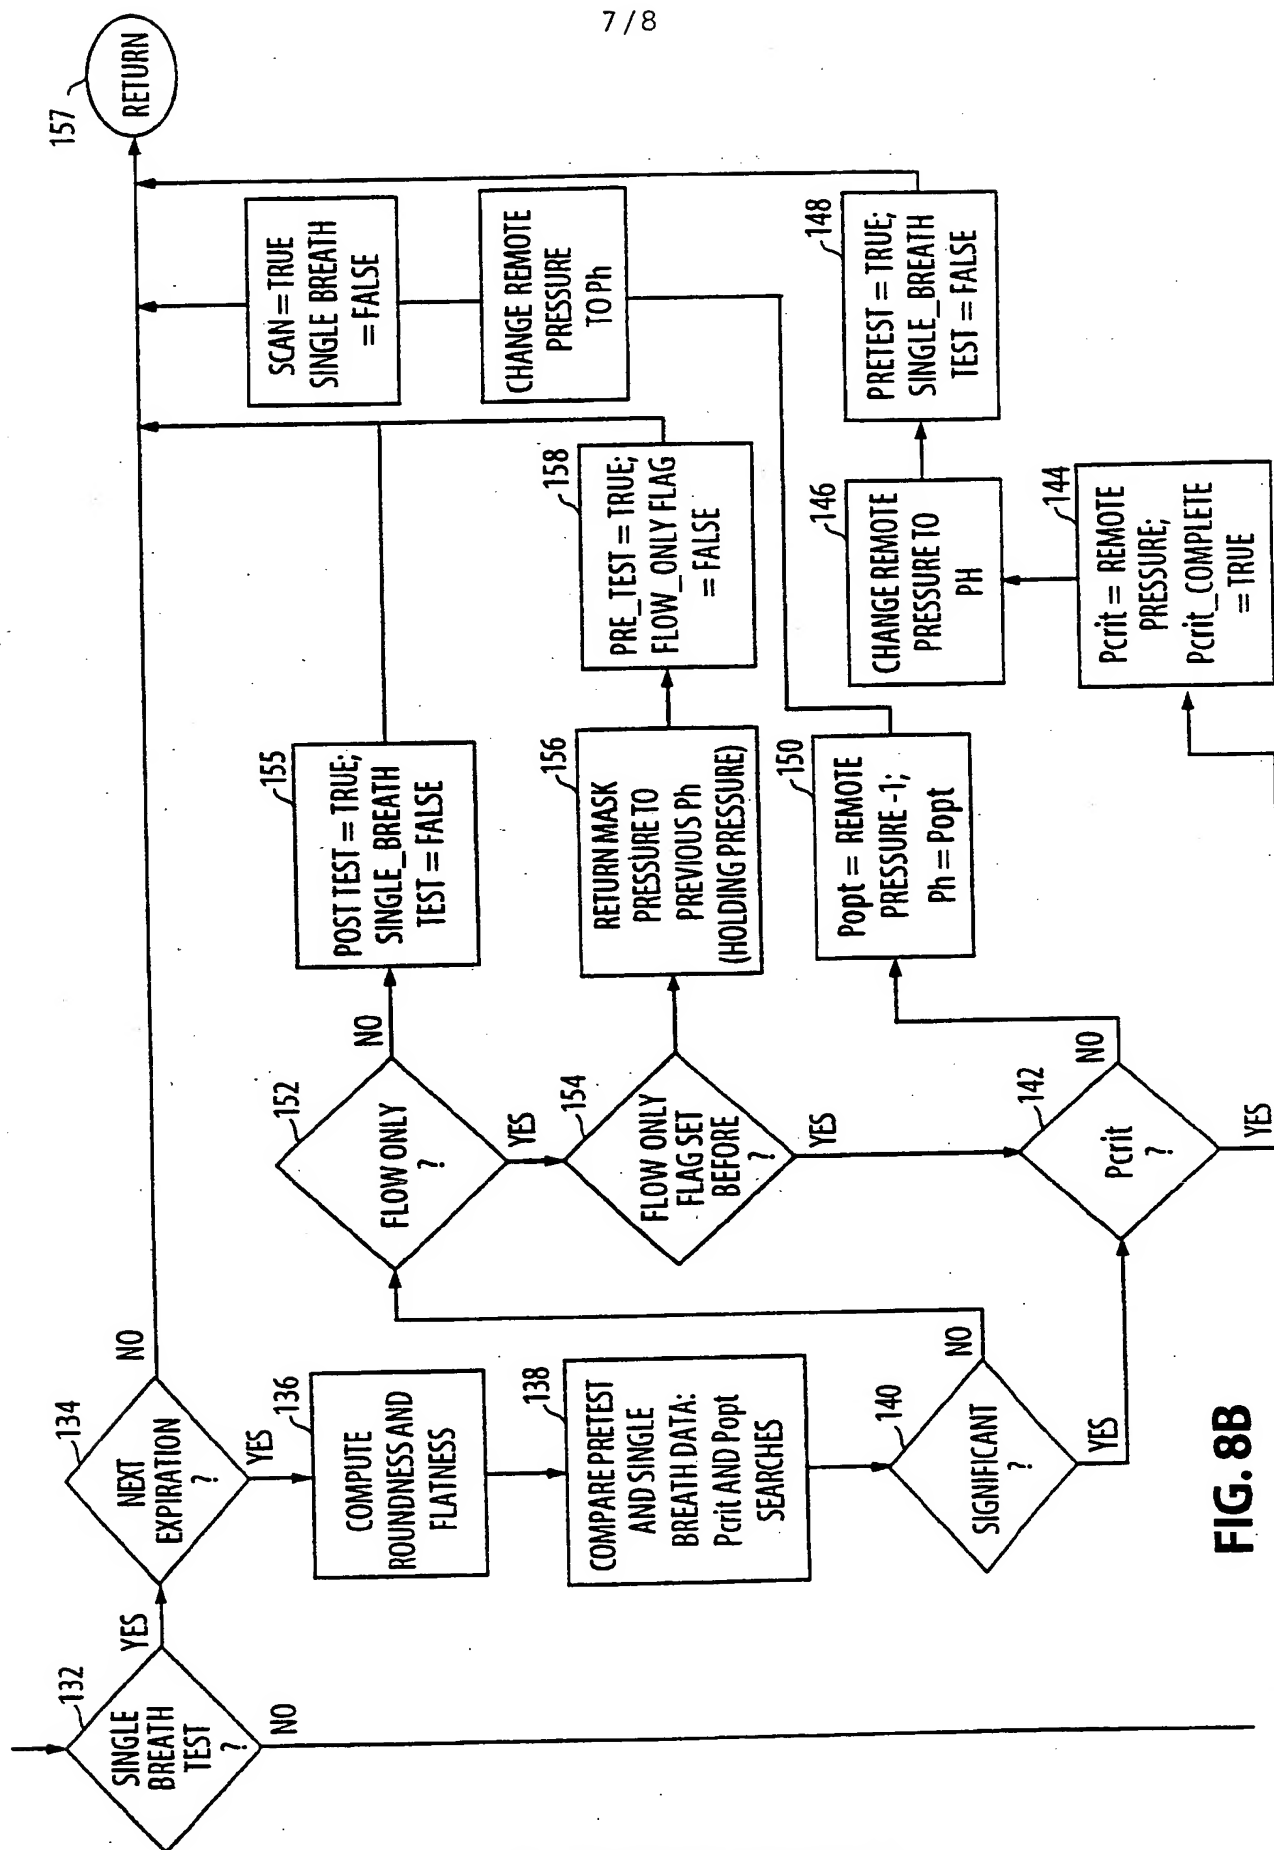 7/8
132
SINGLE
BREATH
TEST
?
YES
NO
134
NEXT
EXPIRATION
?
NO
YES
157
RETURN
136
COMPUTE
ROUNDNESS AND
FLATNESS
138
COMPARE PRETEST
AND SINGLE
BREATH DATA:
Pcrit AND Popt
SEARCHES
140
SIGNIFICANT
?
NO
YES
152
FLOW ONLY
?
NO
YES
155
POST TEST = TRUE;
SINGLE_BREATH
TEST = FALSE
154
FLOW ONLY
FLAG SET
BEFORE
?
YES
156
RETURN MASK
PRESSURE TO
PREVIOUS Ph
(HOLDING PRESSURE)
158
PRE_TEST = TRUE;
FLOW_ONLY FLAG
= FALSE
142
Pcrit
?
NO
YES
150
Popt = REMOTE
PRESSURE -1;
Ph = Popt
CHANGE REMOTE
PRESSURE
TO Ph
SCAN = TRUE
SINGLE BREATH
= FALSE
144
Pcrit = REMOTE
PRESSURE;
Pcrit_COMPLETE
= TRUE
146
CHANGE REMOTE
PRESSURE TO
PH
148
PRETEST = TRUE;
SINGLE_BREATH
TEST = FALSE
FIG. 8B